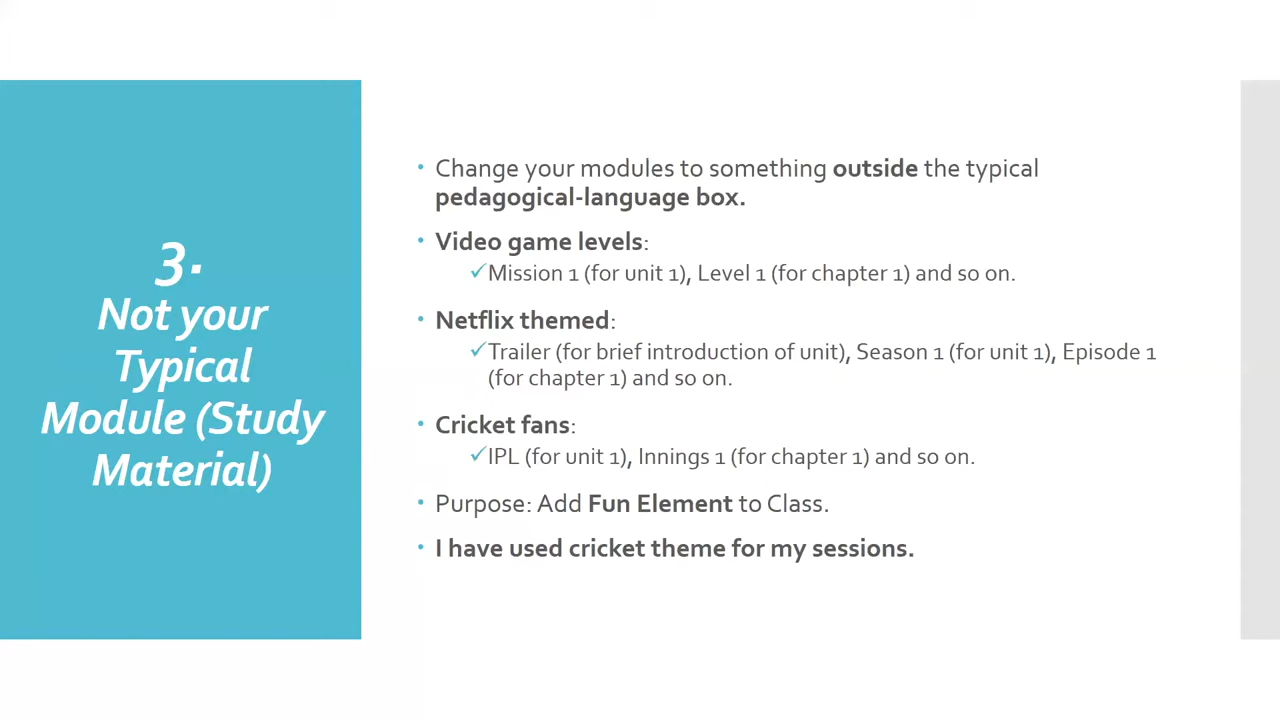 3.
Not your
Typical
Module (Study
Material)
• Change your modules to something outside the typical
pedagogical-language box.
• Video game levels:
✓Mission 1 (for unit 1), Level 1 (for chapter 1) and so on.
• Netflix themed:
✓Trailer (for brief introduction of unit), Season 1 (for unit 1), Episode 1
(for chapter 1) and so on.
• Cricket fans:
✓IPL (for unit 1), Innings 1 (for chapter 1) and so on.
• Purpose: Add Fun Element to Class.
• I have used cricket theme for my sessions.